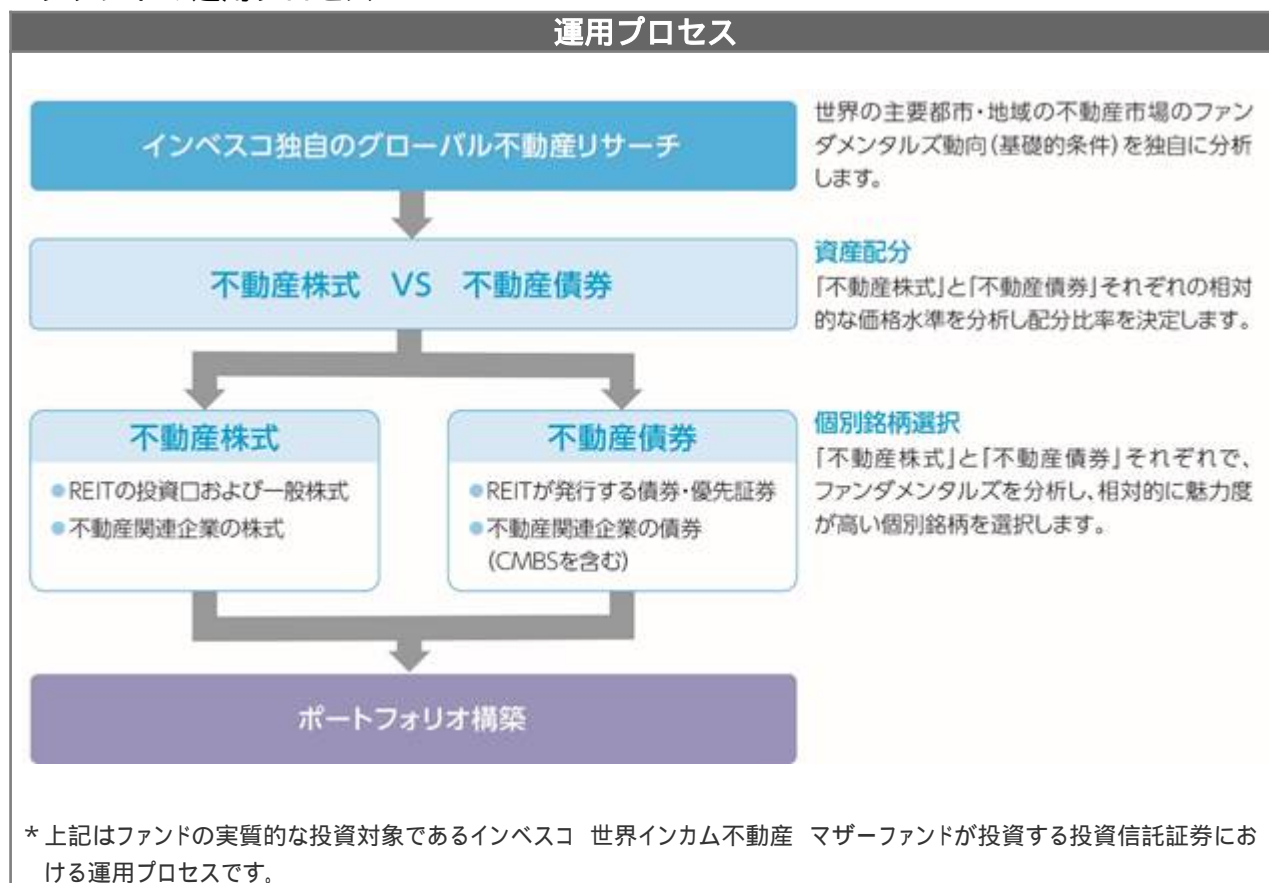 運用プロセス
インベスコ独自のグローバル不動産リサーチ
世界の主要都市・地域の不動産市場のファン
ダメンタルズ動向(基礎的条件)を独自に分析
します。
不動産株式 VS 不動産債券
資産配分
「不動産株式」と「不動産債券」それぞれの相対
的な価格水準を分析し配分比率を決定します。
不動産株式
●REITの投資口および一般株式
●不動産関連企業の株式
不動産債券
●REITが発行する債券・優先証券
●不動産関連企業の債券
(CMBSを含む)
個別銘柄選択
「不動産株式」と「不動産債券」それぞれで、
ファンダメンタルズを分析し、相対的に魅力度
が高い個別銘柄を選択します。
ポートフォリオ構築
*上記はファンドの実質的な投資対象であるインベスコ 世界インカム不動産 マザーファンドが投資する投資信託証券にお
ける運用プロセスです。